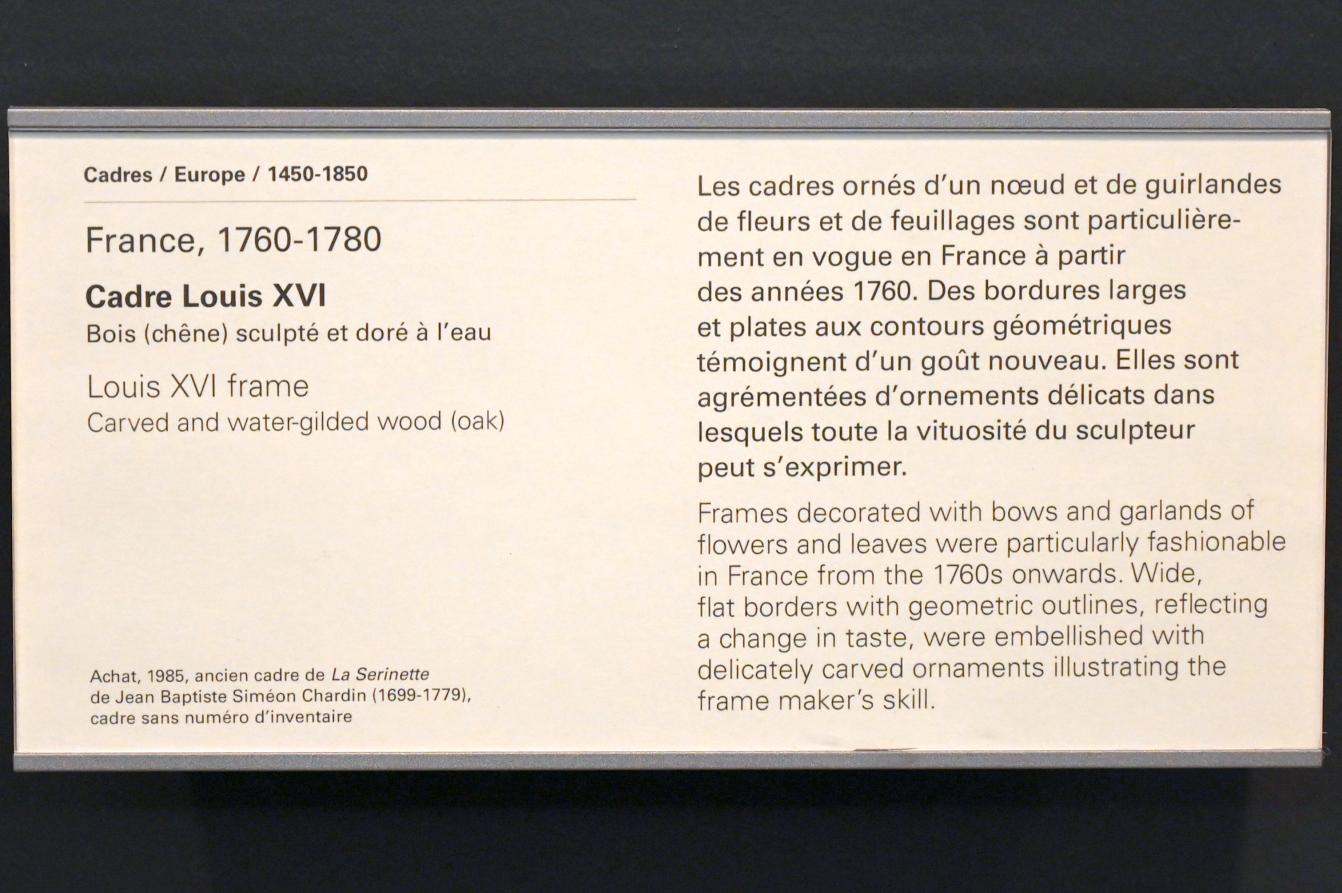 Cadres / Europe / 1450-1850
France, 1760-1780
Cadre Louis XVI
Bois (chêne) sculpté et doré à l'eau
Louis XVI frame
Carved and water-gilded wood (oak)
Achat, 1985, ancien cadre de La Serinette
de Jean Baptiste Siméon Chardin (1699-1779),
cadre sans numéro d'inventaire
Les cadres ornés d'un nœud et de guirlandes
de fleurs et de feuillages sont particulière-
ment en vogue en France à partir
des années 1760. Des bordures larges
et plates aux contours géométriques
témoignent d'un goût nouveau. Elles sont
agrémentées d'ornements délicats dans
lesquels toute la vituosité du sculpteur
peut s'exprimer.
Frames decorated with bows and garlands of
flowers and leaves were particularly fashionable
in France from the 1760s onwards. Wide,
flat borders with geometric outlines, reflecting
a change in taste, were embellished with
delicately carved ornaments illustrating the
frame maker's skill.